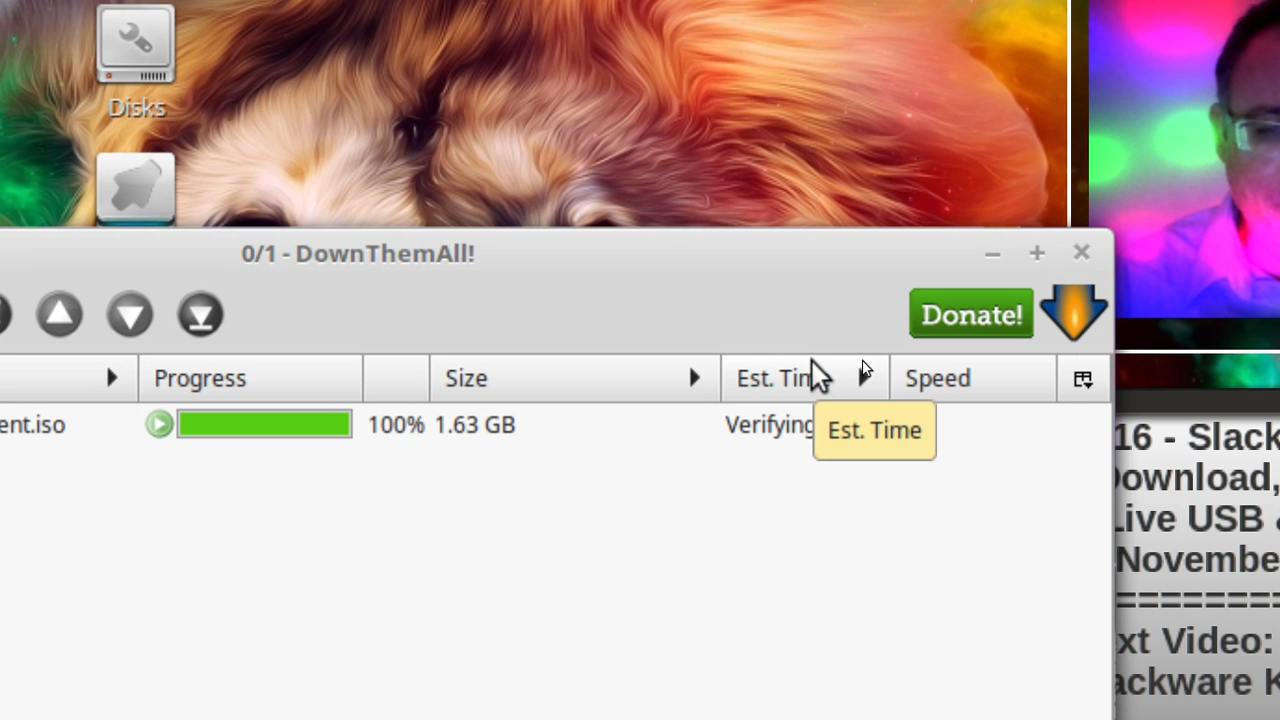 Disks
0/1 - DownThemAll!
Donate!
Progress
Size
Est. Tim
Speed
ent.iso
100%
1.63 GB
Verifying
Est. Time
16 - Slack
Download,
Live USB &
Novembe
=========
xt Video:
ackware K